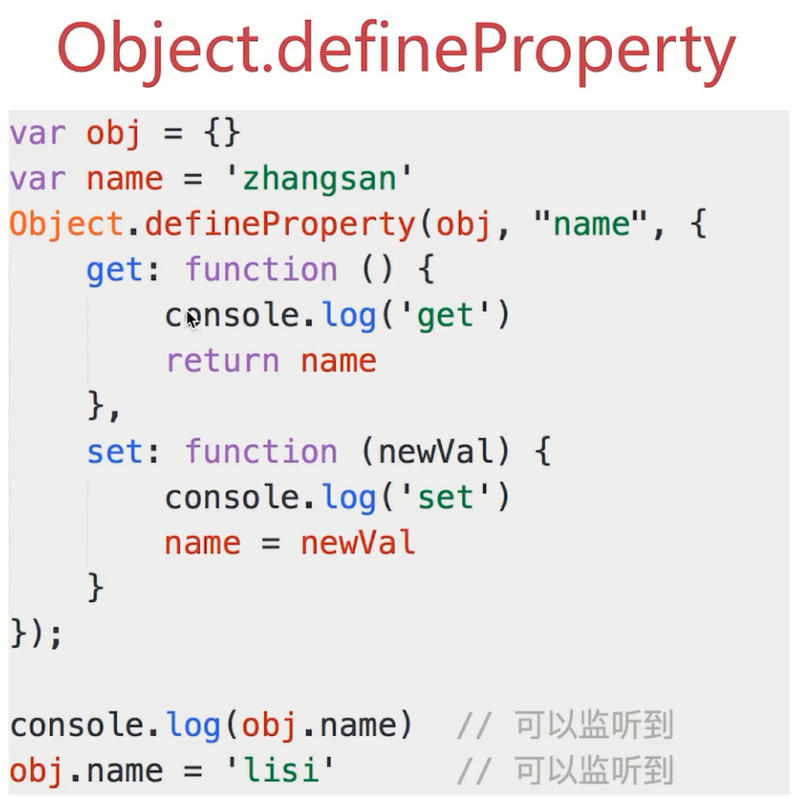 Object.defineProperty
var obj = {}
var name = 'zhangsan'
Object.defineProperty(obj, "name", {
    get: function () {
        console.log('get')
        return name
    },
    set: function (newVal) {
        console.log('set')
        name = newVal
    }
});
console.log(obj.name)  // 可以监听到
obj.name = 'lisi'      // 可以监听到